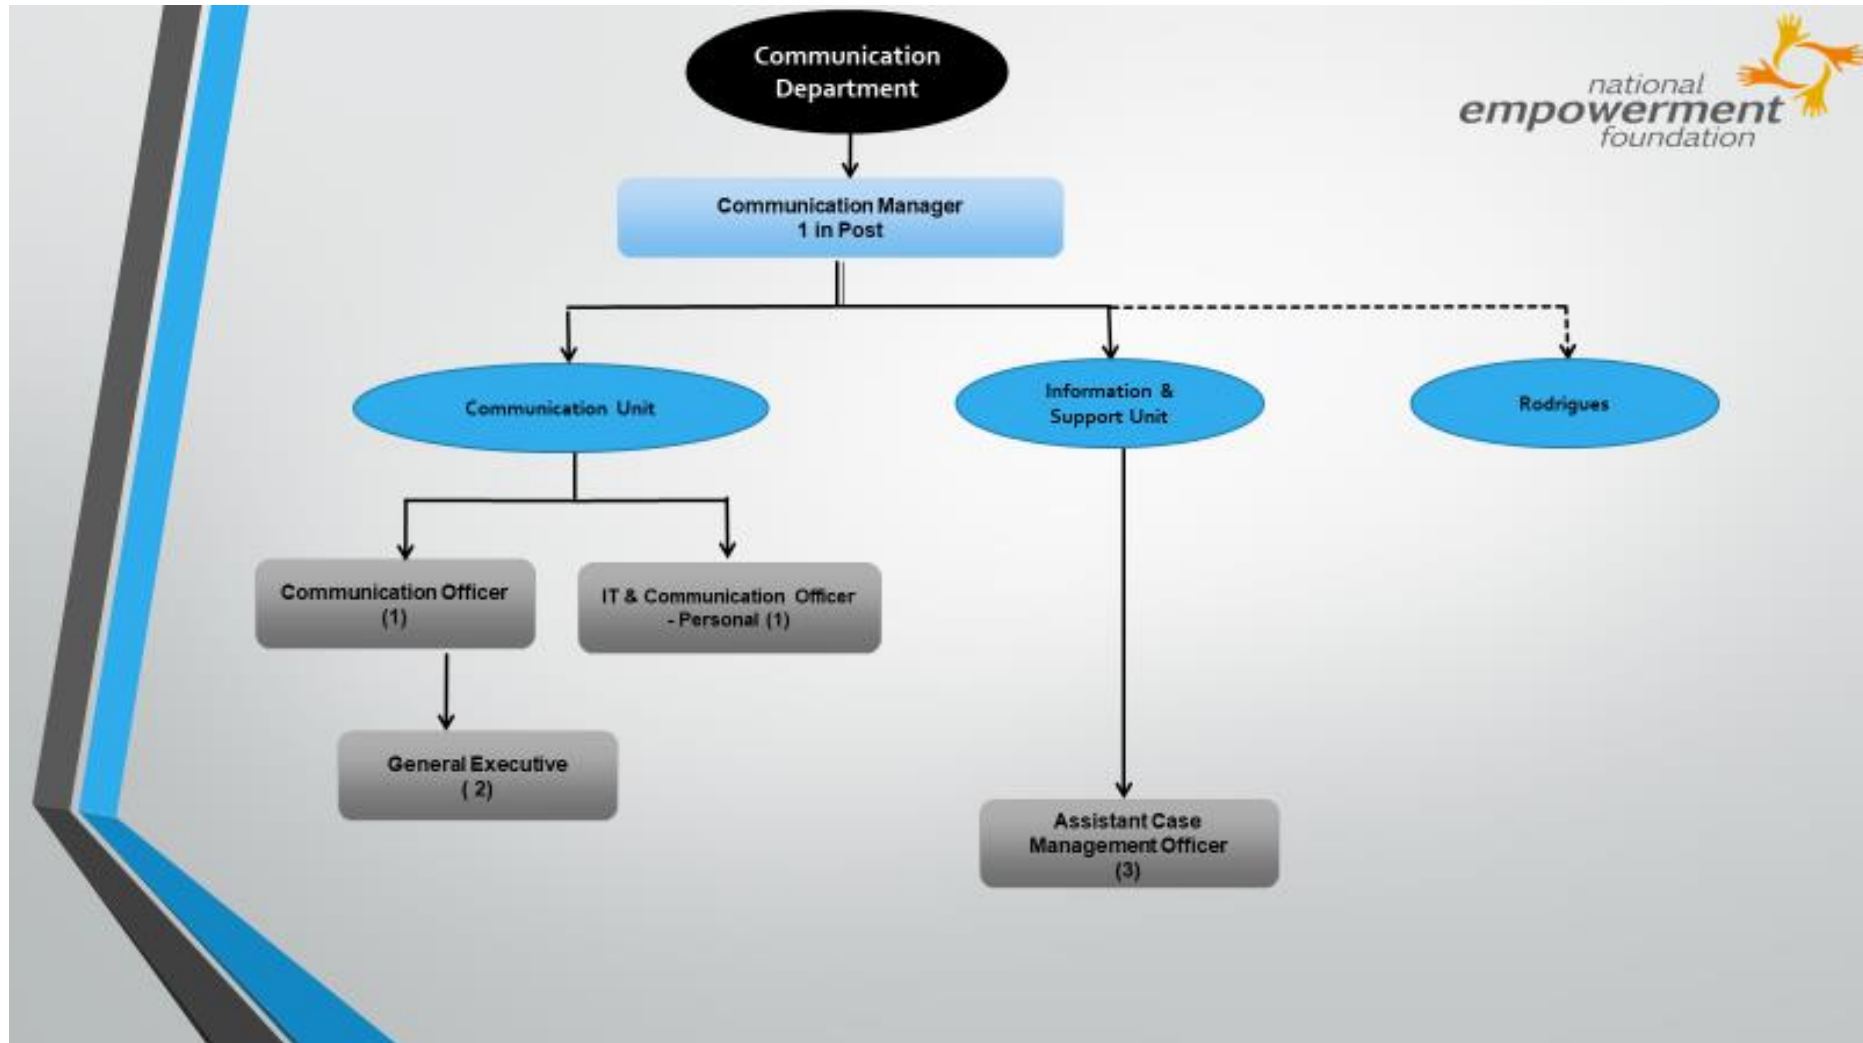 Communication
Department
national
empowerment
foundation
Communication Manager
1 in Post
Communication Unit
Information &
Support Unit
Rodrigues
Communication Officer
(1)
IT & Communication Officer
- Personal (1)
General Executive
( 2)
Assistant Case
Management Officer
(3)